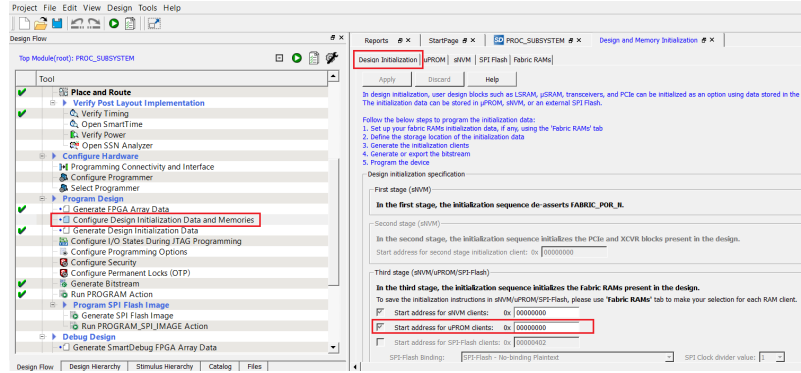 Project File Edit View Design Tools Help
Design Flow
Top Module(root): PROC_SUBSYSTEM
Tool
Place and Route
Verify Post Layout Implementation
Verify Timing
Open SmartTime
Verify Power
Open SSN Analyzer
Configure Hardware
Programming Connectivity and Interface
Configure Programmer
Select Programmer
Program Design
Generate FPGA Array Data
Configure Design Initialization Data and Memories
Generate Design Initialization Data
Configure I/O States During JTAG Programming
Configure Programming Options
Configure Security
Configure Permanent Locks (OTP)
Generate Bitstream
Run PROGRAM Action
Program SPI Flash Image
Generate SPI Flash Image
Run PROGRAM_SPI_IMAGE Action
Debug Design
Generate SmartDebug FPGA Array Data
Design Flow Design Hierarchy Stimulus Hierarchy Catalog Files
Reports StartPage PROC_SUBSYSTEM Design and Memory Initialization
Design Initialization uPROM sNVM SPI Flash Fabric RAMs
Apply Discard Help
In design initialization, user design blocks such as LSRAM, µSRAM, transceivers, and PCIe can be initialized as an option using data stored in the
The initialization data can be stored in µPROM, sNVM, or an external SPI Flash.
Follow the below steps to program the initialization data:
1. Set up your fabric RAMs initialization data, if any, using the 'Fabric RAMs' tab
2. Define the storage location of the initialization data
3. Generate the initialization clients
4. Generate or export the bitstream
5. Program the device
Design initialization specification
First stage (sNVM)
In the first stage, the initialization sequence de-asserts FABRIC_POR_N.
Second stage (sNVM)
In the second stage, the initialization sequence initializes the PCIe and XCVR blocks present in the design.
Start address for second stage initialization client: 0x 00000000
Third stage (sNVM/uPROM/SPI-Flash)
In the third stage, the initialization sequence initializes the Fabric RAMs present in the design.
To save the initialization instructions in sNVM/uPROM/SPI-Flash, please use 'Fabric RAMs' tab to make your selection for each RAM client.
Start address for sNVM clients: 0x 00000000
Start address for uPROM clients: 0x 00000000
Start address for SPI-Flash clients: 0x 00000402
SPI-Flash Binding: SPI-Flash - No-binding Plaintext SPI Clock divider value: 1